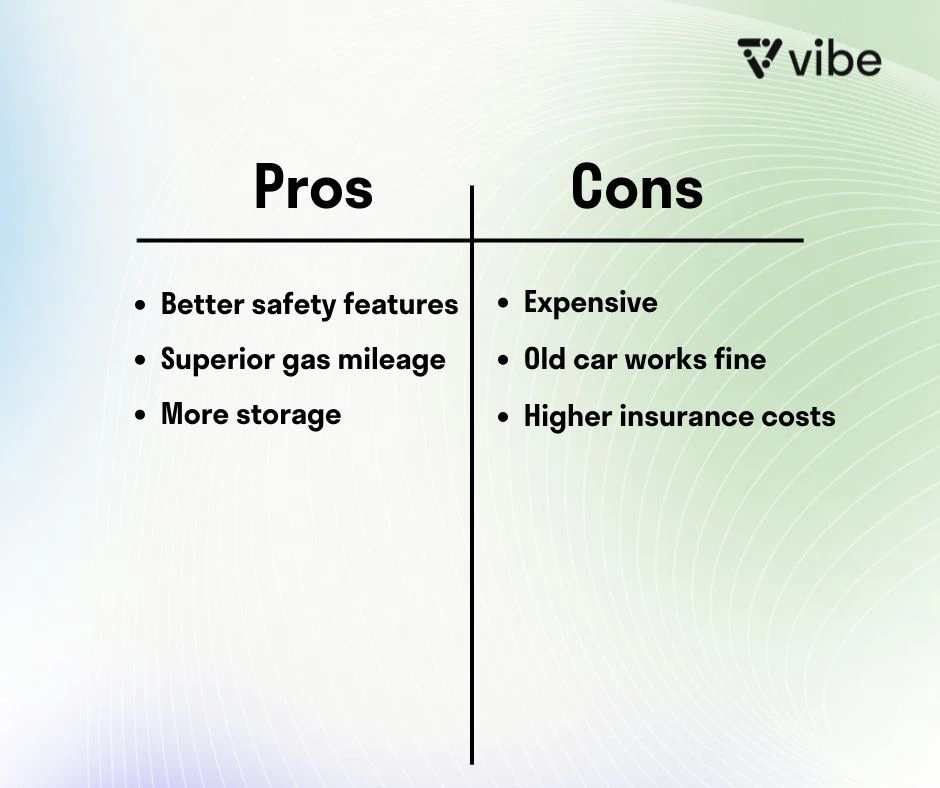 vibe
Pros
Cons
Better safety features
Superior gas mileage
More storage
Expensive
Old car works fine
Higher insurance costs